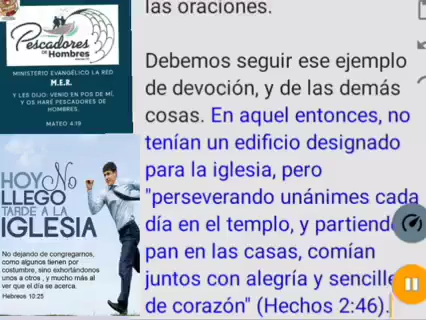 Pescadores
DE Hombres
MINISTERIO EVANGÉLICO LA RED
M.E.R.
Y LES DIJO: VENID EN POS DE MÍ,
Y OS HARÉ PESCADORES DE
HOMBRES.
MATEO 4:19
HOY No
LLEGO
TARDE A LA
IGLESIA
No dejando de congregarnos,
como algunos tienen por
costumbre, sino exhortándonos
unos a otros , y mucho más al
ver que el día se acerca.
Hebreos 10:25
las oraciones.
Debemos seguir ese ejemplo
de devoción, y de las demás
cosas. En aquel entonces, no
tenían un edificio designado
para la iglesia, pero
"perseverando unánimes cada
día en el templo, y partiend
pan en las casas, comían
juntos con alegría y sencille
de corazón" (Hechos 2:46).